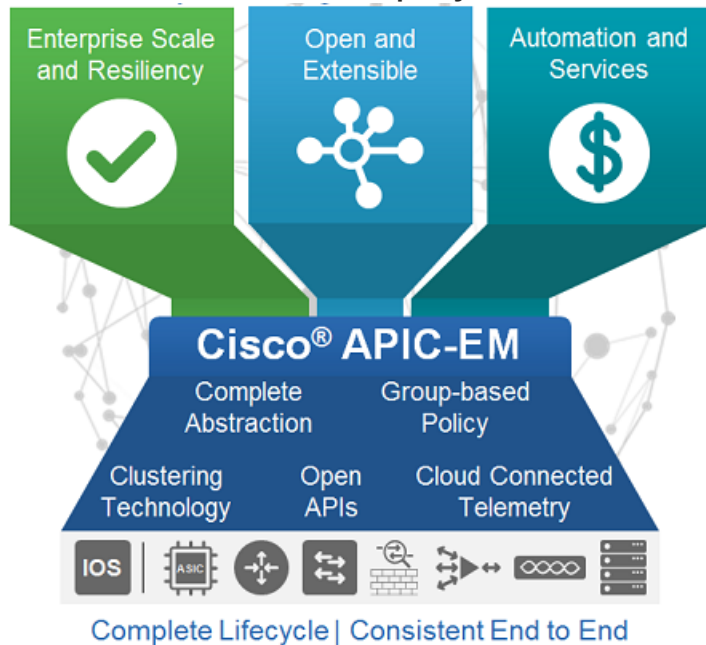 Enterprise Scale
and Resiliency
Open and
Extensible
Automation and
Services
$
Cisco® APIC-EM
Complete
Abstraction
Group-based
Policy
Clustering
Technology
Open
APIs
Cloud Connected
Telemetry
IOS
ASIC
Complete Lifecycle | Consistent End to End